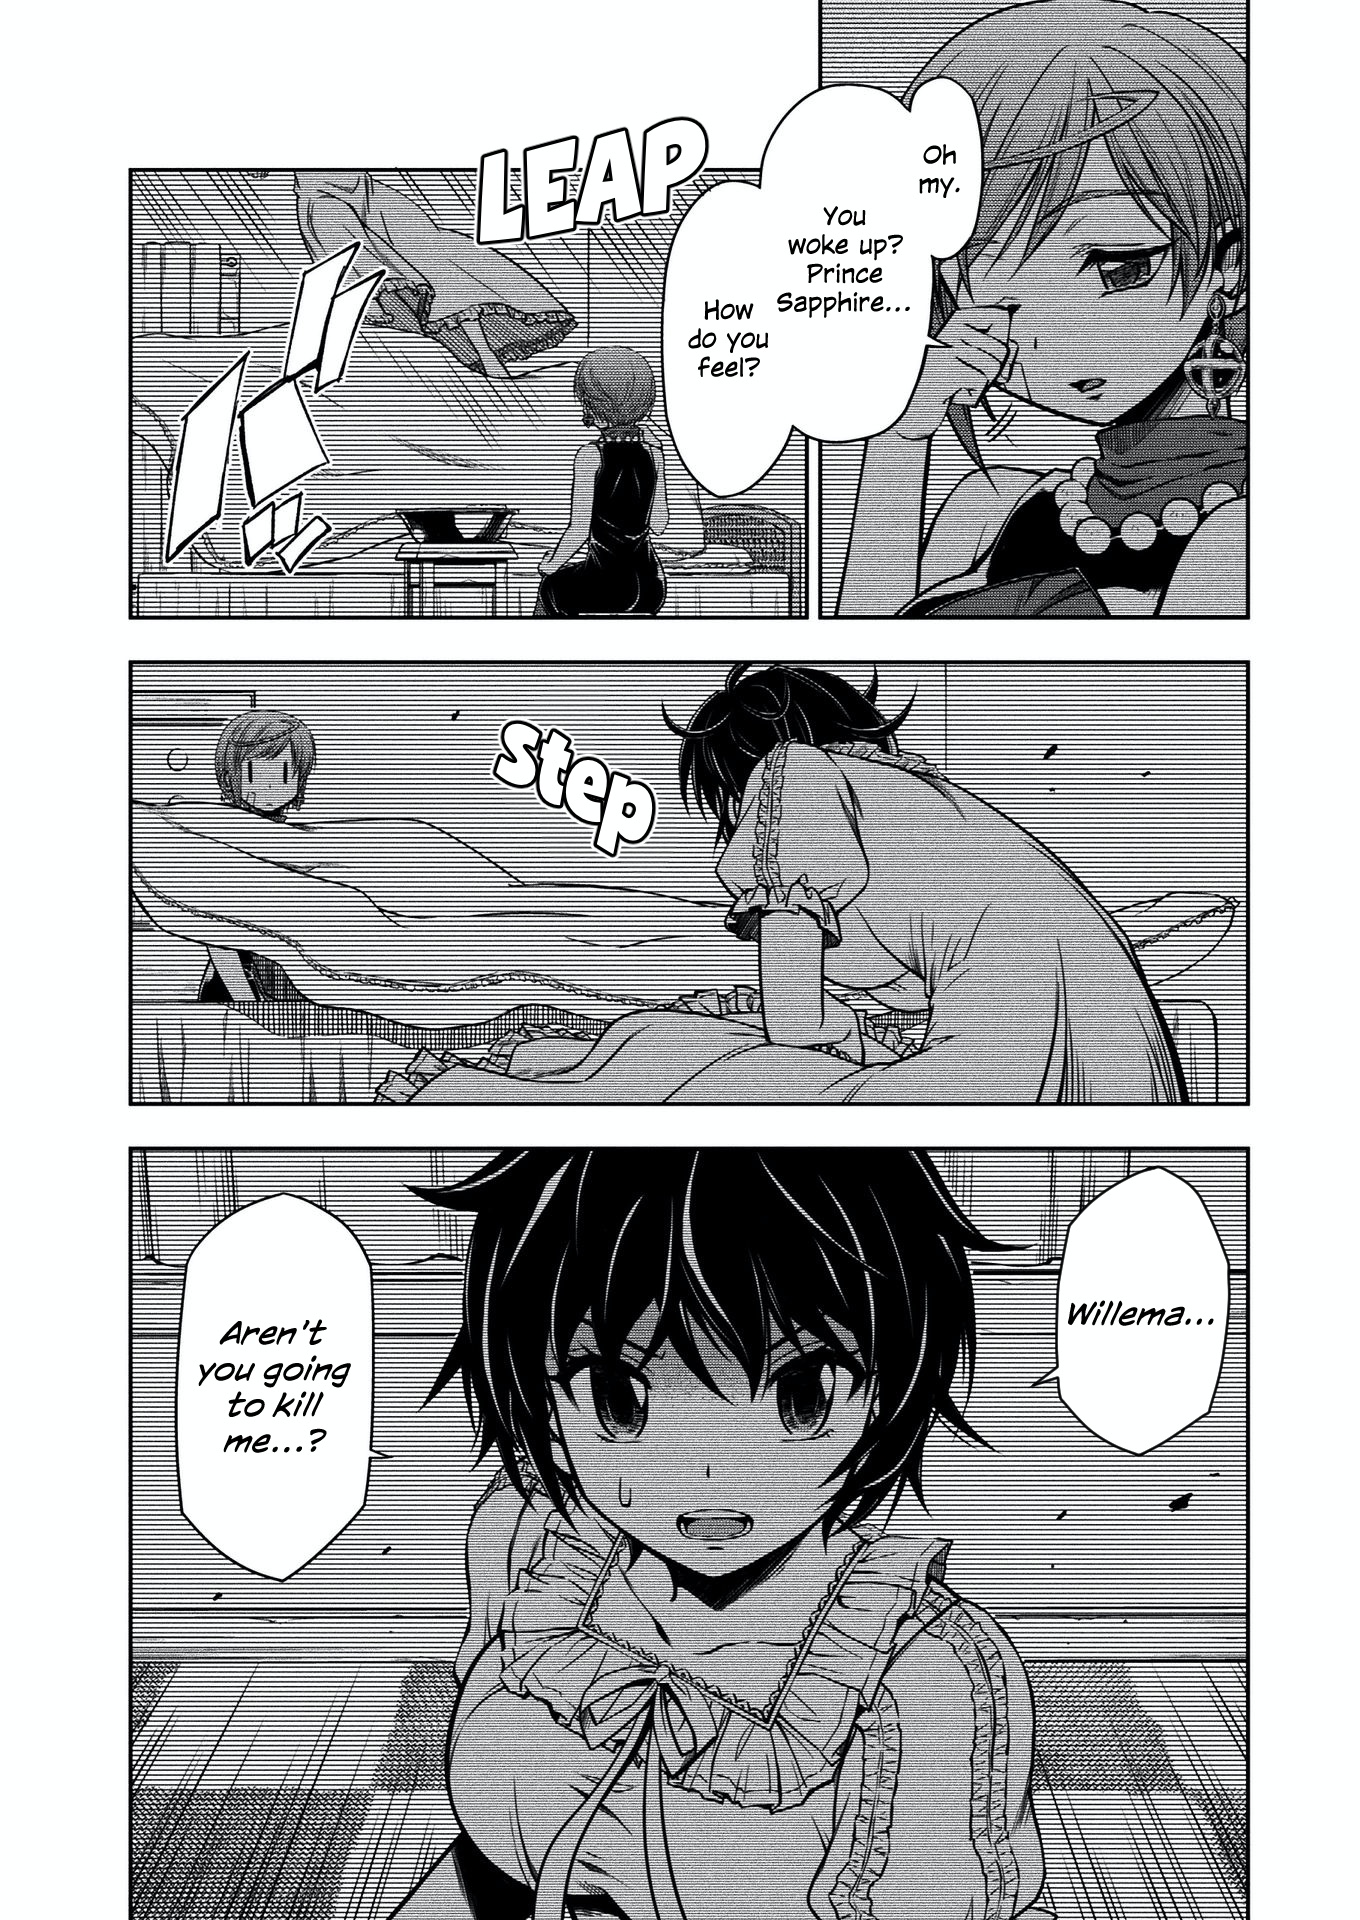 Oh
my.
You
woke up?
Prince
Sapphire...
How
do you
feel?
LEAP
Step
Willema...
Aren't
you going
to kill
me...?